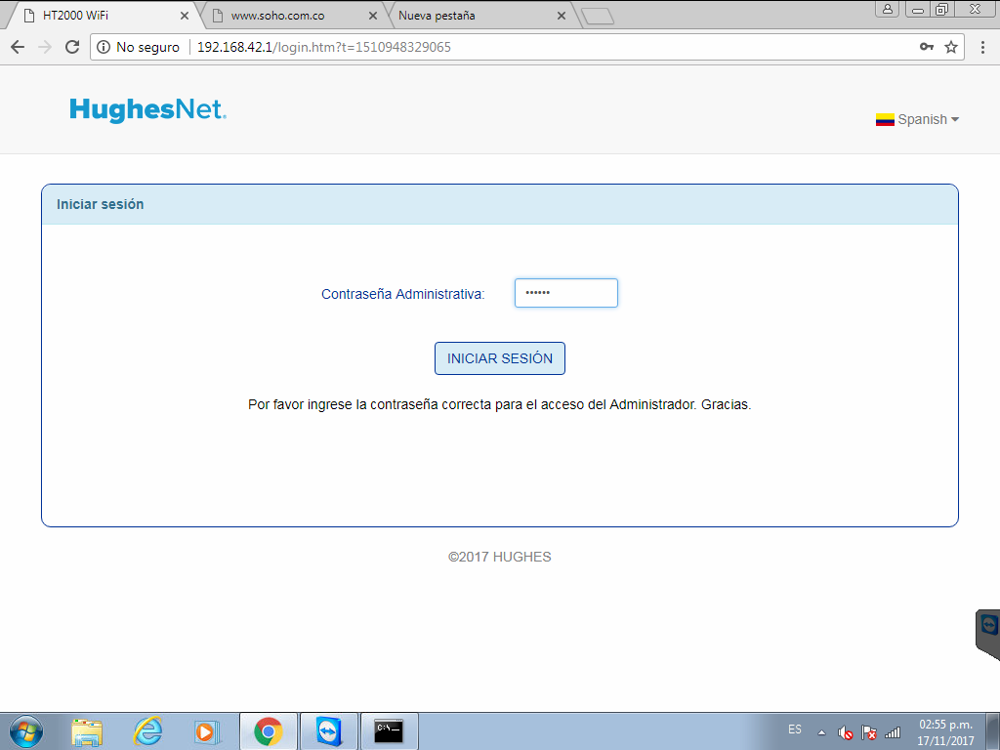 HT2000 WiFi
www.soho.com.co
Nueva pestaña
No seguro
192.168.42.1/login.htm?t=1510948329065
HughesNet.
Spanish
Iniciar sesión
Contraseña Administrativa:
••••••
INICIAR SESIÓN
Por favor ingrese la contraseña correcta para el acceso del Administrador. Gracias.
©2017 HUGHES
C:\_
ES
02:55 p.m.
17/11/2017